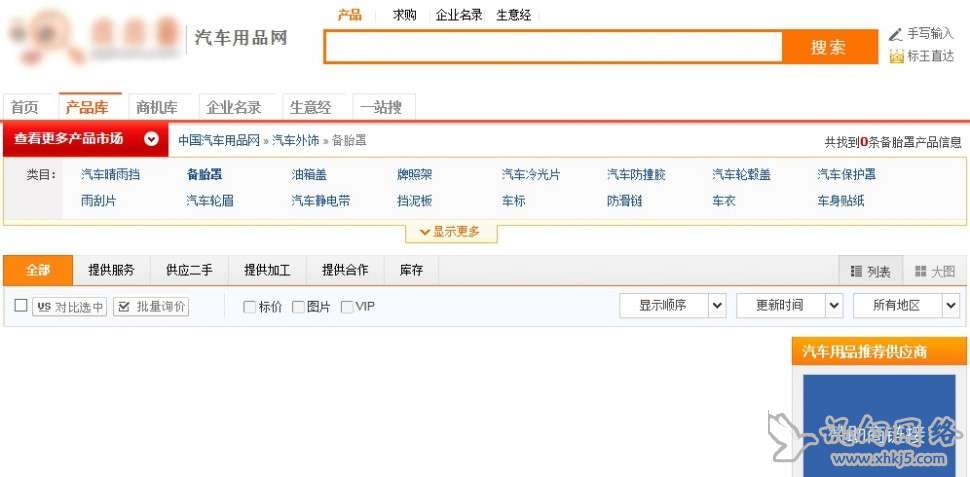 产品 求购 企业名录 生意经
汽车用品网
搜索
手写输入
标王直达
首页 产品库 商机库 企业名录 生意经 一站搜
查看更多产品市场 中国汽车用品网 » 汽车外饰 » 备胎罩 共找到0条备胎罩产品信息
类目: 汽车晴雨挡 备胎罩 油箱盖 牌照架 汽车冷光片 汽车防撞胶 汽车轮毂盖 汽车保护罩
雨刮片 汽车轮眉 汽车静电带 挡泥板 车标 防滑链 车衣 车身贴纸
显示更多
全部 提供服务 供应二手 提供加工 提供合作 库存 列表 大图
VS 对比选中 批量询价 标价 图片 VIP 显示顺序 更新时间 所有地区
汽车用品推荐供应商
赞助商链接
网络
www.xhkj5.com